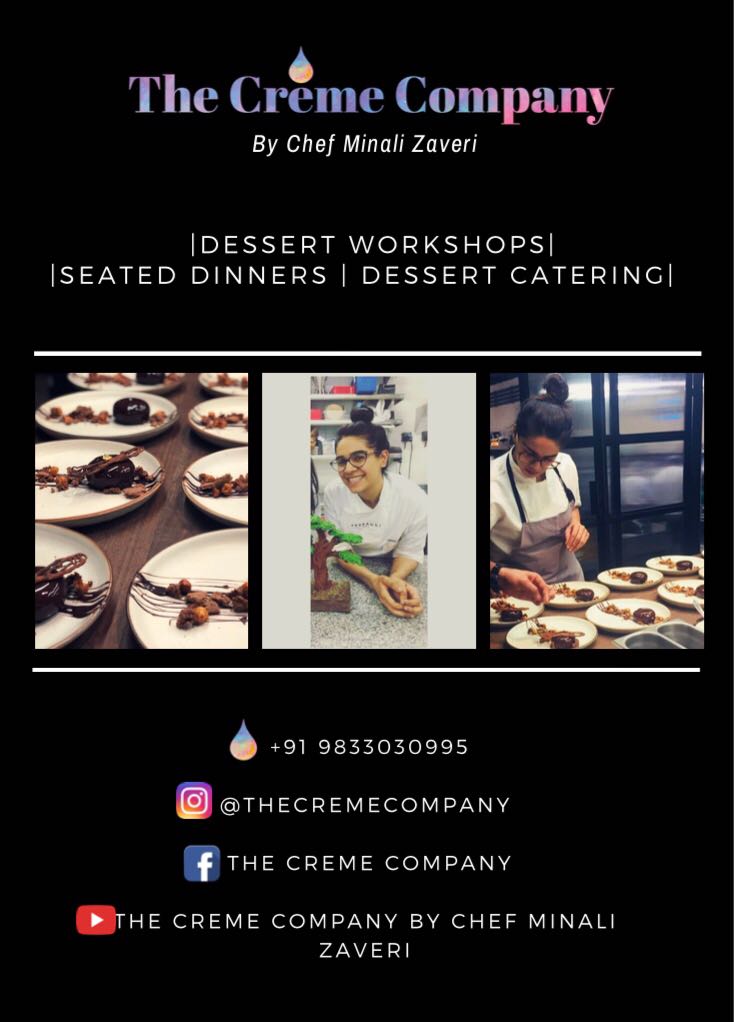 The Creme Company
By Chef Minali Zaveri
|DESSERT WORKSHOPS|
|SEATED DINNERS | DESSERT CATERING|
+91 9833030995
@THECREMECOMPANY
THE CREME COMPANY
THE CREME COMPANY BY CHEF MINALI
ZAVERI